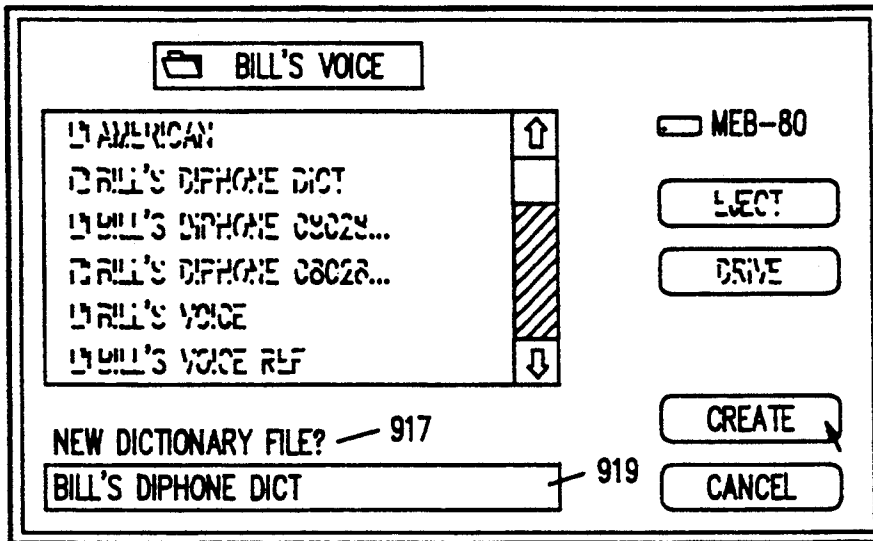 BILL'S VOICE
AMERICAN
BILL'S DIPHONE DICT
BILL'S DIPHONE
BILL'S DIPHONE
BILL'S VOICE
BILL'S VOICE REF
MEB-80
EJECT
DRIVE
NEW DICTIONARY FILE? 917
BILL'S DIPHONE DICT 919
CREATE
CANCEL